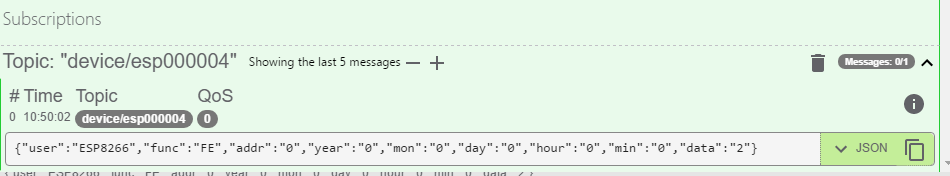 Subscriptions
Topic: "device/esp000004" Showing the last 5 messages — + Messages: 0/1
# Time Topic QoS
0 10:50:02 device/esp000004 0
{"user":"ESP8266","func":"FE","addr":"0","year":"0","mon":"0","day":"0","hour":"0","min":"0","data":"2"} JSON